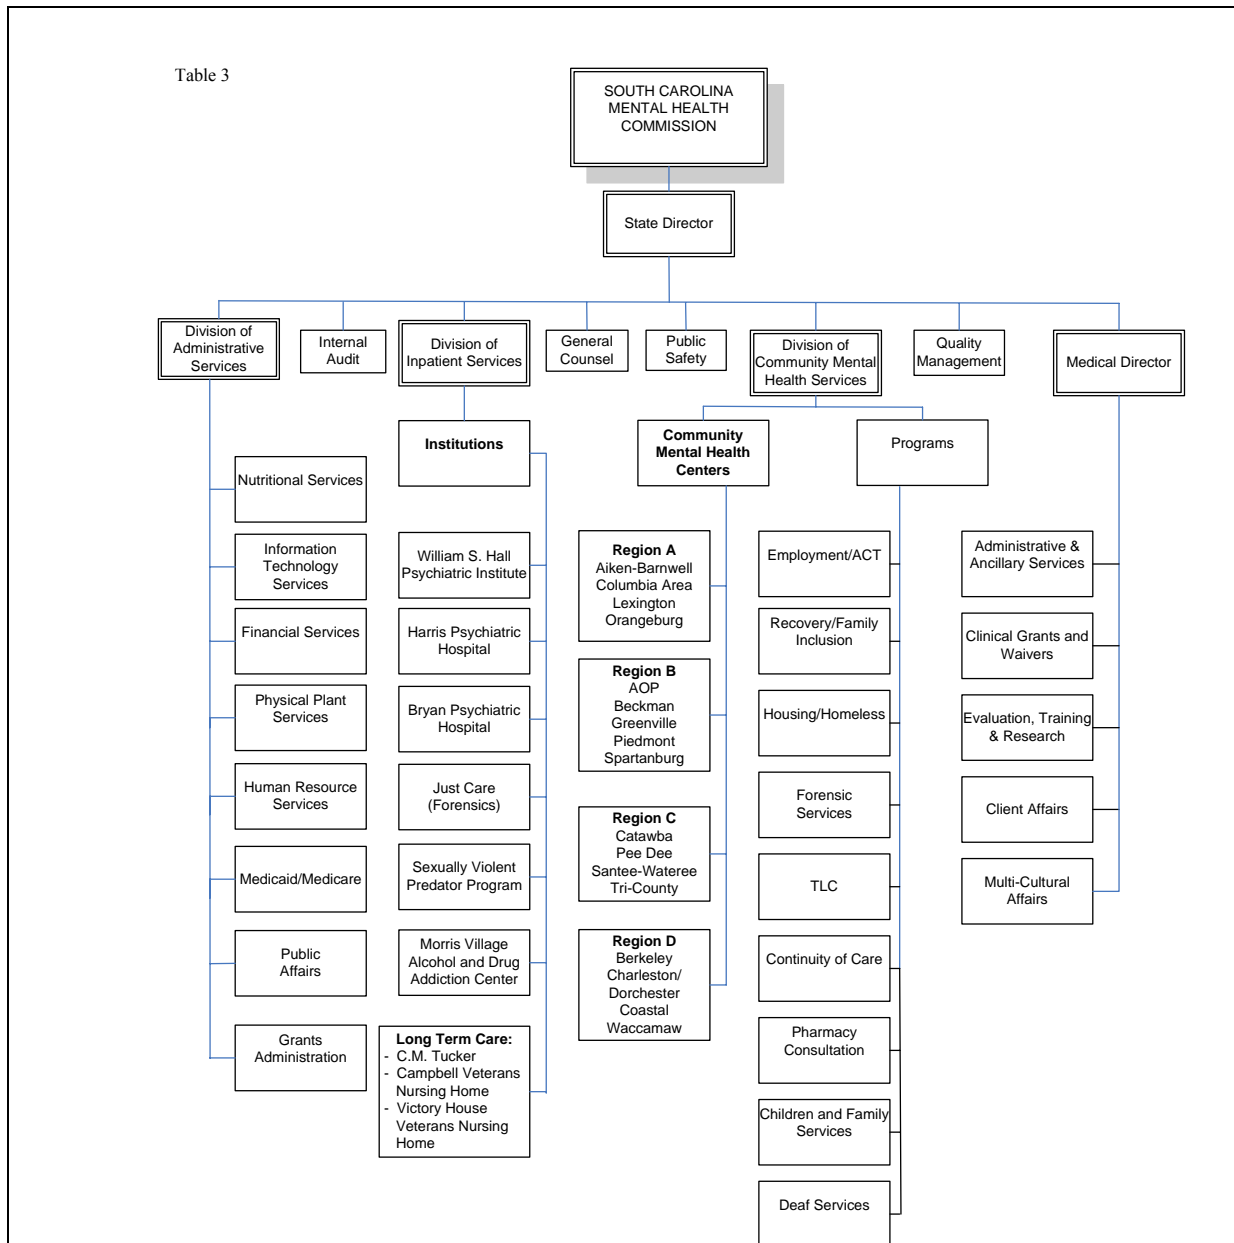 Table 3
SOUTH CAROLINA
MENTAL HEALTH
COMMISSION
State Director
Division of
Administrative
Services
Internal
Audit
Division of
Inpatient Services
General
Counsel
Public
Safety
Division of
Community Mental
Health Services
Quality
Management
Medical Director
Nutritional Services
Information
Technology
Services
Financial Services
Physical Plant
Services
Human Resource
Services
Medicaid/Medicare
Public
Affairs
Grants
Administration
Institutions
William S. Hall
Psychiatric Institute
Harris Psychiatric
Hospital
Bryan Psychiatric
Hospital
Just Care
(Forensics)
Sexually Violent
Predator Program
Morris Village
Alcohol and Drug
Addiction Center
Long Term Care:
- C.M. Tucker
- Campbell Veterans
Nursing Home
- Victory House
Veterans Nursing
Home
Community
Mental Health
Centers
Region A
Aiken-Barnwell
Columbia Area
Lexington
Orangeburg
Region B
AOP
Beckman
Greenville
Piedmont
Spartanburg
Region C
Catawba
Pee Dee
Santee-Wateree
Tri-County
Region D
Berkeley
Charleston/
Dorchester
Coastal
Waccamaw
Programs
Employment/ACT
Recovery/Family
Inclusion
Housing/Homeless
Forensic
Services
TLC
Continuity of Care
Pharmacy
Consultation
Children and Family
Services
Deaf Services
Administrative &
Ancillary Services
Clinical Grants and
Waivers
Evaluation, Training
& Research
Client Affairs
Multi-Cultural
Affairs